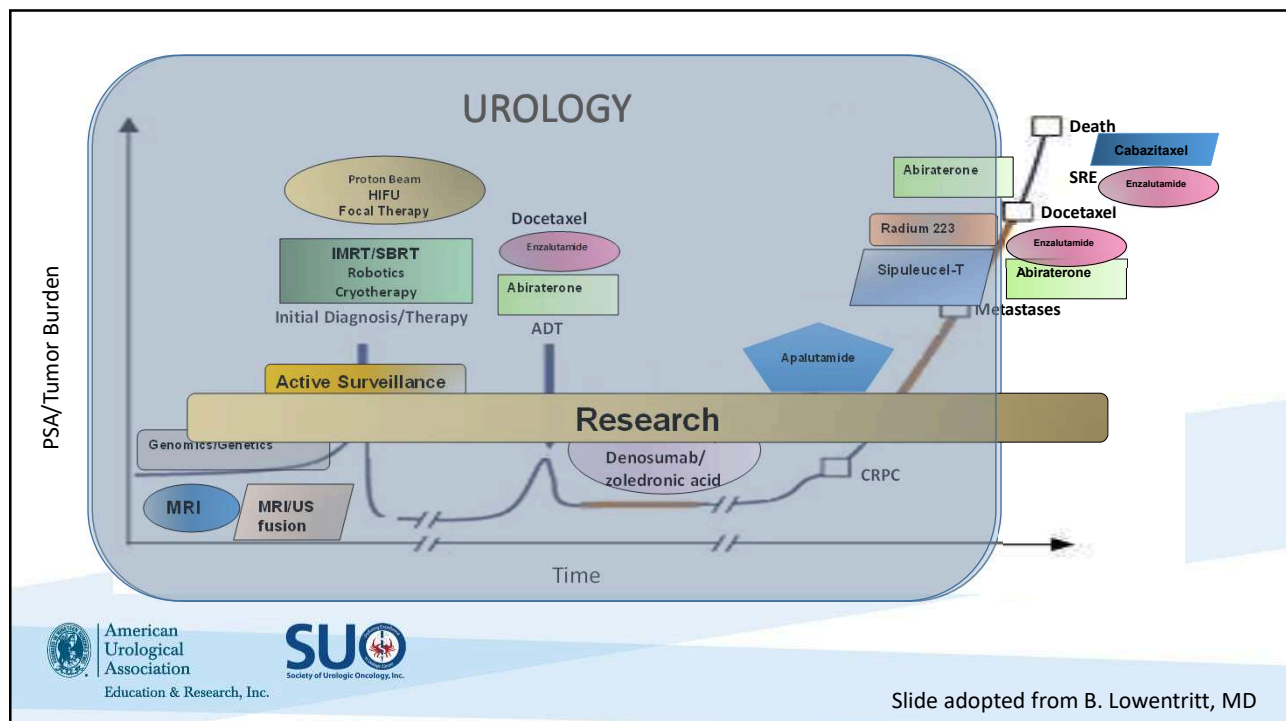 UROLOGY
PSA/Tumor Burden
Proton Beam
HIFU
Focal Therapy
IMRT/SBRT
Robotics
Cryotherapy
Initial Diagnosis/Therapy
Active Surveillance
Docetaxel
Enzalutamide
Abiraterone
ADT
Abiraterone
Radium 223
Sipuleucel-T
Death
Cabazitaxel
SRE
Enzalutamide
Docetaxel
Enzalutamide
Abiraterone
Metastases
Apalutamide
Research
Genomics/Genetics
Denosumab/
zoledronic acid
CRPC
MRI
MRI/US
fusion
Time
American
Urological
Association
Education & Research, Inc.
SUO
Society of Urologic Oncology, Inc.
Slide adopted from B. Lowentritt, MD